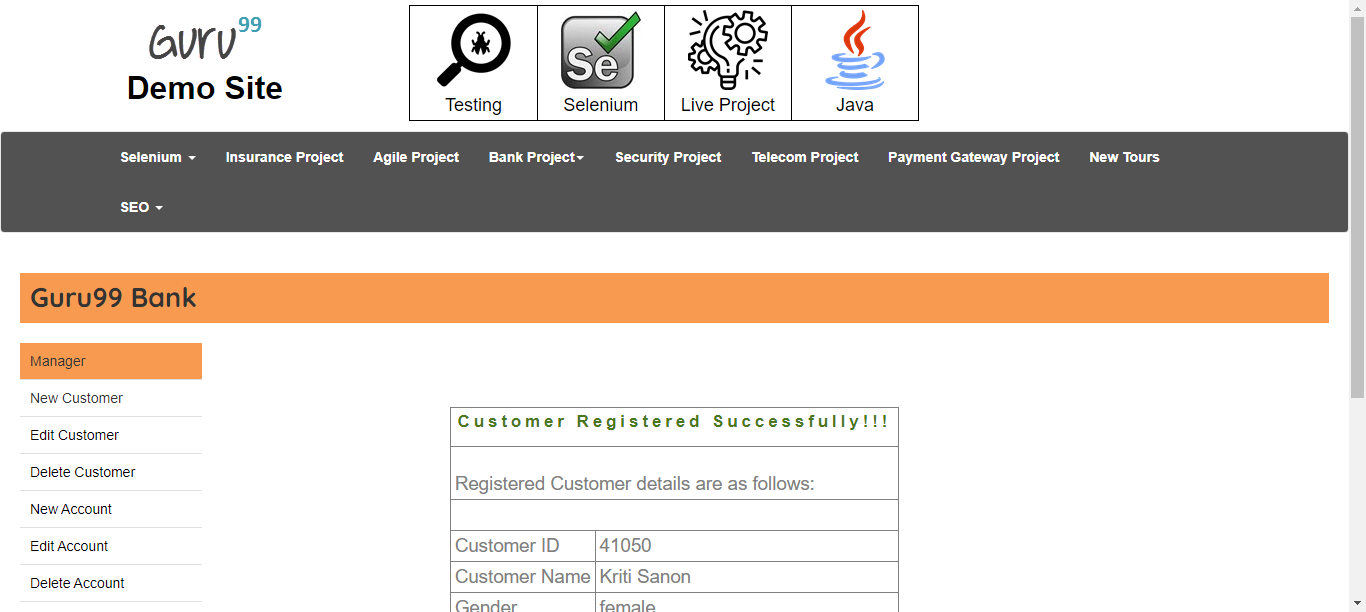 Guru99
Demo Site
Testing
Se
Selenium
Live Project
Java
Selenium
Insurance Project
Agile Project
Bank Project
Security Project
Telecom Project
Payment Gateway Project
New Tours
SEO
Guru99 Bank
Manager
New Customer
Edit Customer
Delete Customer
New Account
Edit Account
Delete Account
Customer Registered Successfully!!!
Registered Customer details are as follows:
Customer ID 41050
Customer Name Kriti Sanon
Gender female